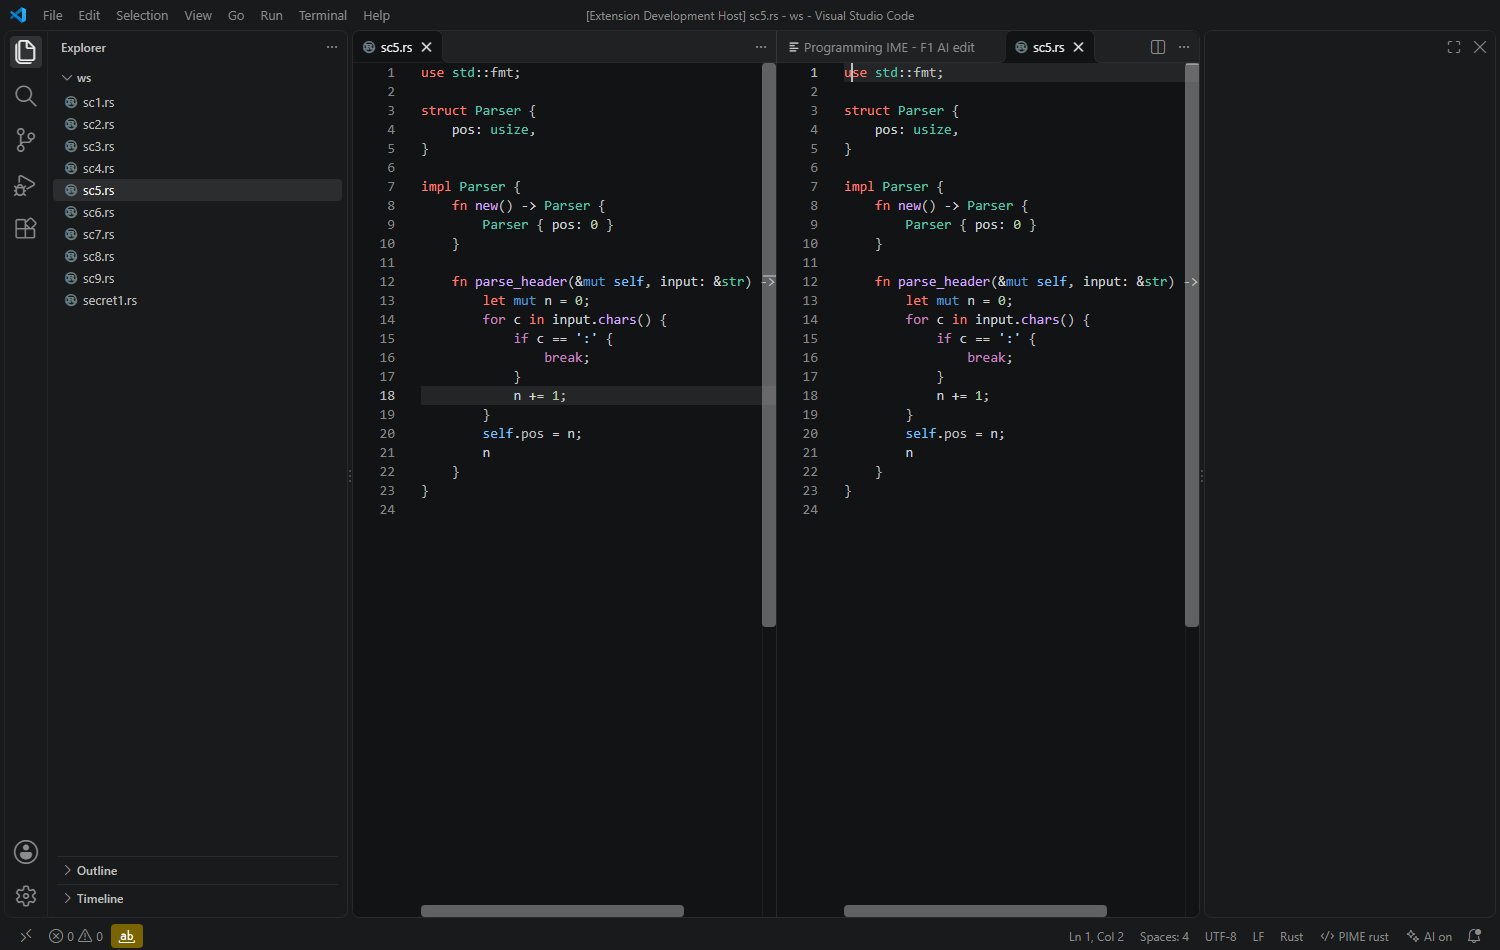 File Edit Selection View Go Run Terminal Help
[Extension Development Host] sc5.rs - ws - Visual Studio Code
Explorer
ws
sc1.rs
sc2.rs
sc3.rs
sc4.rs
sc5.rs
sc6.rs
sc7.rs
sc8.rs
sc9.rs
secret1.rs
Outline
Timeline
sc5.rs
1 use std::fmt;
2
3 struct Parser {
4     pos: usize,
5 }
6
7 impl Parser {
8     fn new() -> Parser {
9         Parser { pos: 0 }
10     }
11
12     fn parse_header(&mut self, input: &str) ->
13         let mut n = 0;
14         for c in input.chars() {
15             if c == ':' {
16                 break;
17             }
18             n += 1;
19         }
20         self.pos = n;
21         n
22     }
23 }
24
Programming IME - F1 AI edit
sc5.rs
1 use std::fmt;
2
3 struct Parser {
4     pos: usize,
5 }
6
7 impl Parser {
8     fn new() -> Parser {
9         Parser { pos: 0 }
10     }
11
12     fn parse_header(&mut self, input: &str) ->
13         let mut n = 0;
14         for c in input.chars() {
15             if c == ':' {
16                 break;
17             }
18             n += 1;
19         }
20         self.pos = n;
21         n
22     }
23 }
24
0 0 ab
Ln 1, Col 2 Spaces: 4 UTF-8 LF Rust PIME rust AI on